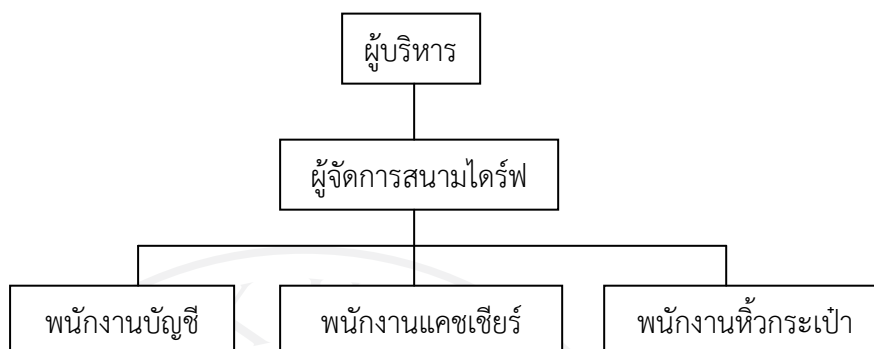 ผู้บริหาร
ผู้จัดการสนามไดร์ฟ
พนักงานบัญชี
พนักงานแคชเชียร์
พนักงานหิ้วกระเป๋า